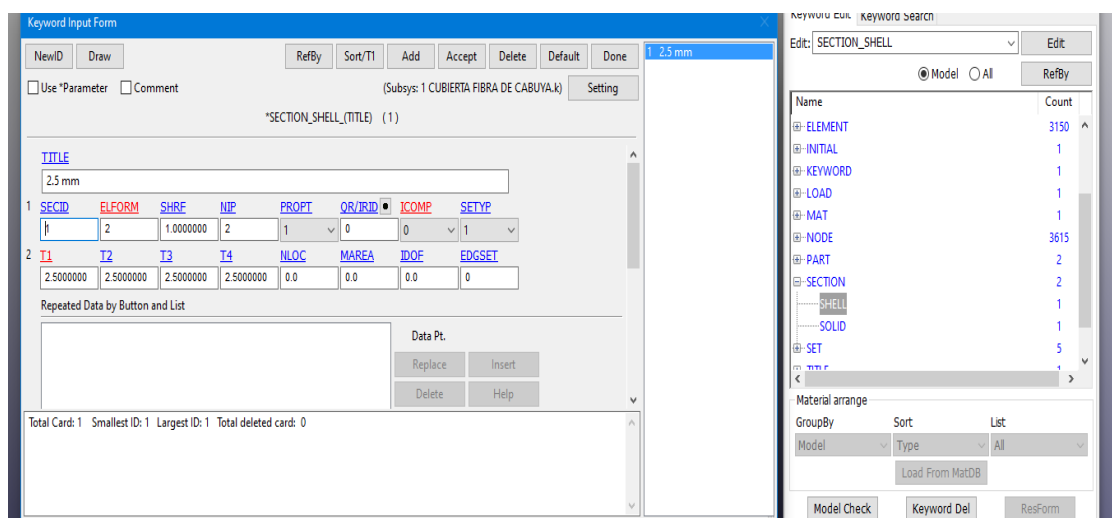 Keyword Input Form
X
NewID Draw RefBy Sort/T1 Add Accept Delete Default Done
Use *Parameter Comment (Subsys: 1 CUBIERTA FIBRA DE CABUYA.k) Setting
*SECTION_SHELL_(TITLE) (1)
TITLE
2.5 mm
1 SECID ELFORM SHRF NIP PROPT QR/IRID ICOMP SETYP
1 2 1.0000000 2 1 0 0 1
2 T1 T2 T3 T4 NLOC MAREA IDOF EDGSET
2.5000000 2.5000000 2.5000000 2.5000000 0.0 0.0 0.0 0
Repeated Data by Button and List
Data Pt.
Replace Insert
Delete Help
Total Card: 1 Smallest ID: 1 Largest ID: 1 Total deleted card: 0
1 2.5 mm
Keyword Edit Keyword Search
Edit: SECTION_SHELL Edit
Model All RefBy
Name Count
ELEMENT 3150
INITIAL 1
KEYWORD 1
LOAD 1
MAT 1
NODE 3615
PART 2
SECTION 2
SHELL 1
SOLID 1
SET 5
TITLE 1
Material arrange
GroupBy Sort List
Model Type All
Load From MatDB
Model Check Keyword Del ResForm